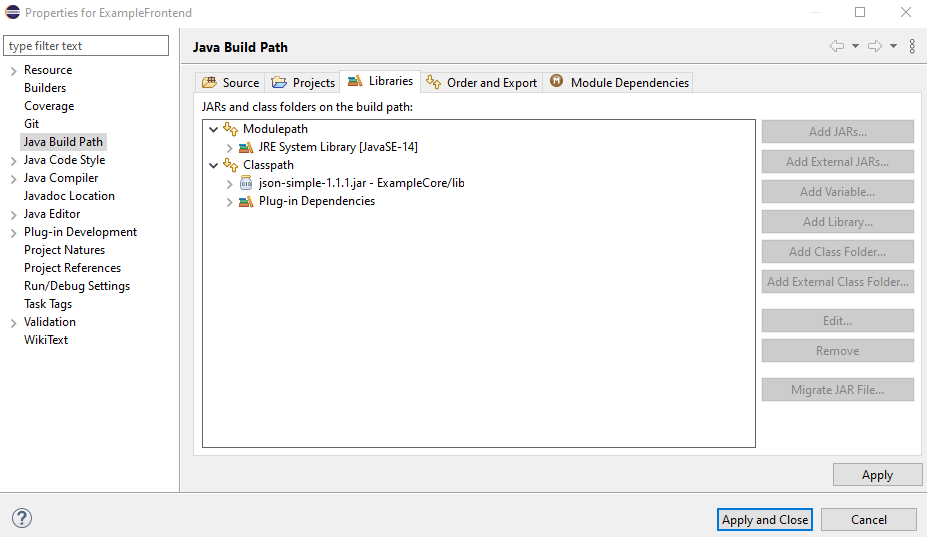 Properties for ExampleFrontend
type filter text
Resource
Builders
Coverage
Git
Java Build Path
Java Code Style
Java Compiler
Javadoc Location
Java Editor
Plug-in Development
Project Natures
Project References
Run/Debug Settings
Task Tags
Validation
WikiText
Java Build Path
Source Projects Libraries Order and Export Module Dependencies
JARs and class folders on the build path:
Modulepath
JRE System Library [JavaSE-14]
Classpath
json-simple-1.1.1.jar - ExampleCore/lib
Plug-in Dependencies
Add JARs...
Add External JARs...
Add Variable...
Add Library...
Add Class Folder...
Add External Class Folder...
Edit...
Remove
Migrate JAR File...
Apply
Apply and Close Cancel